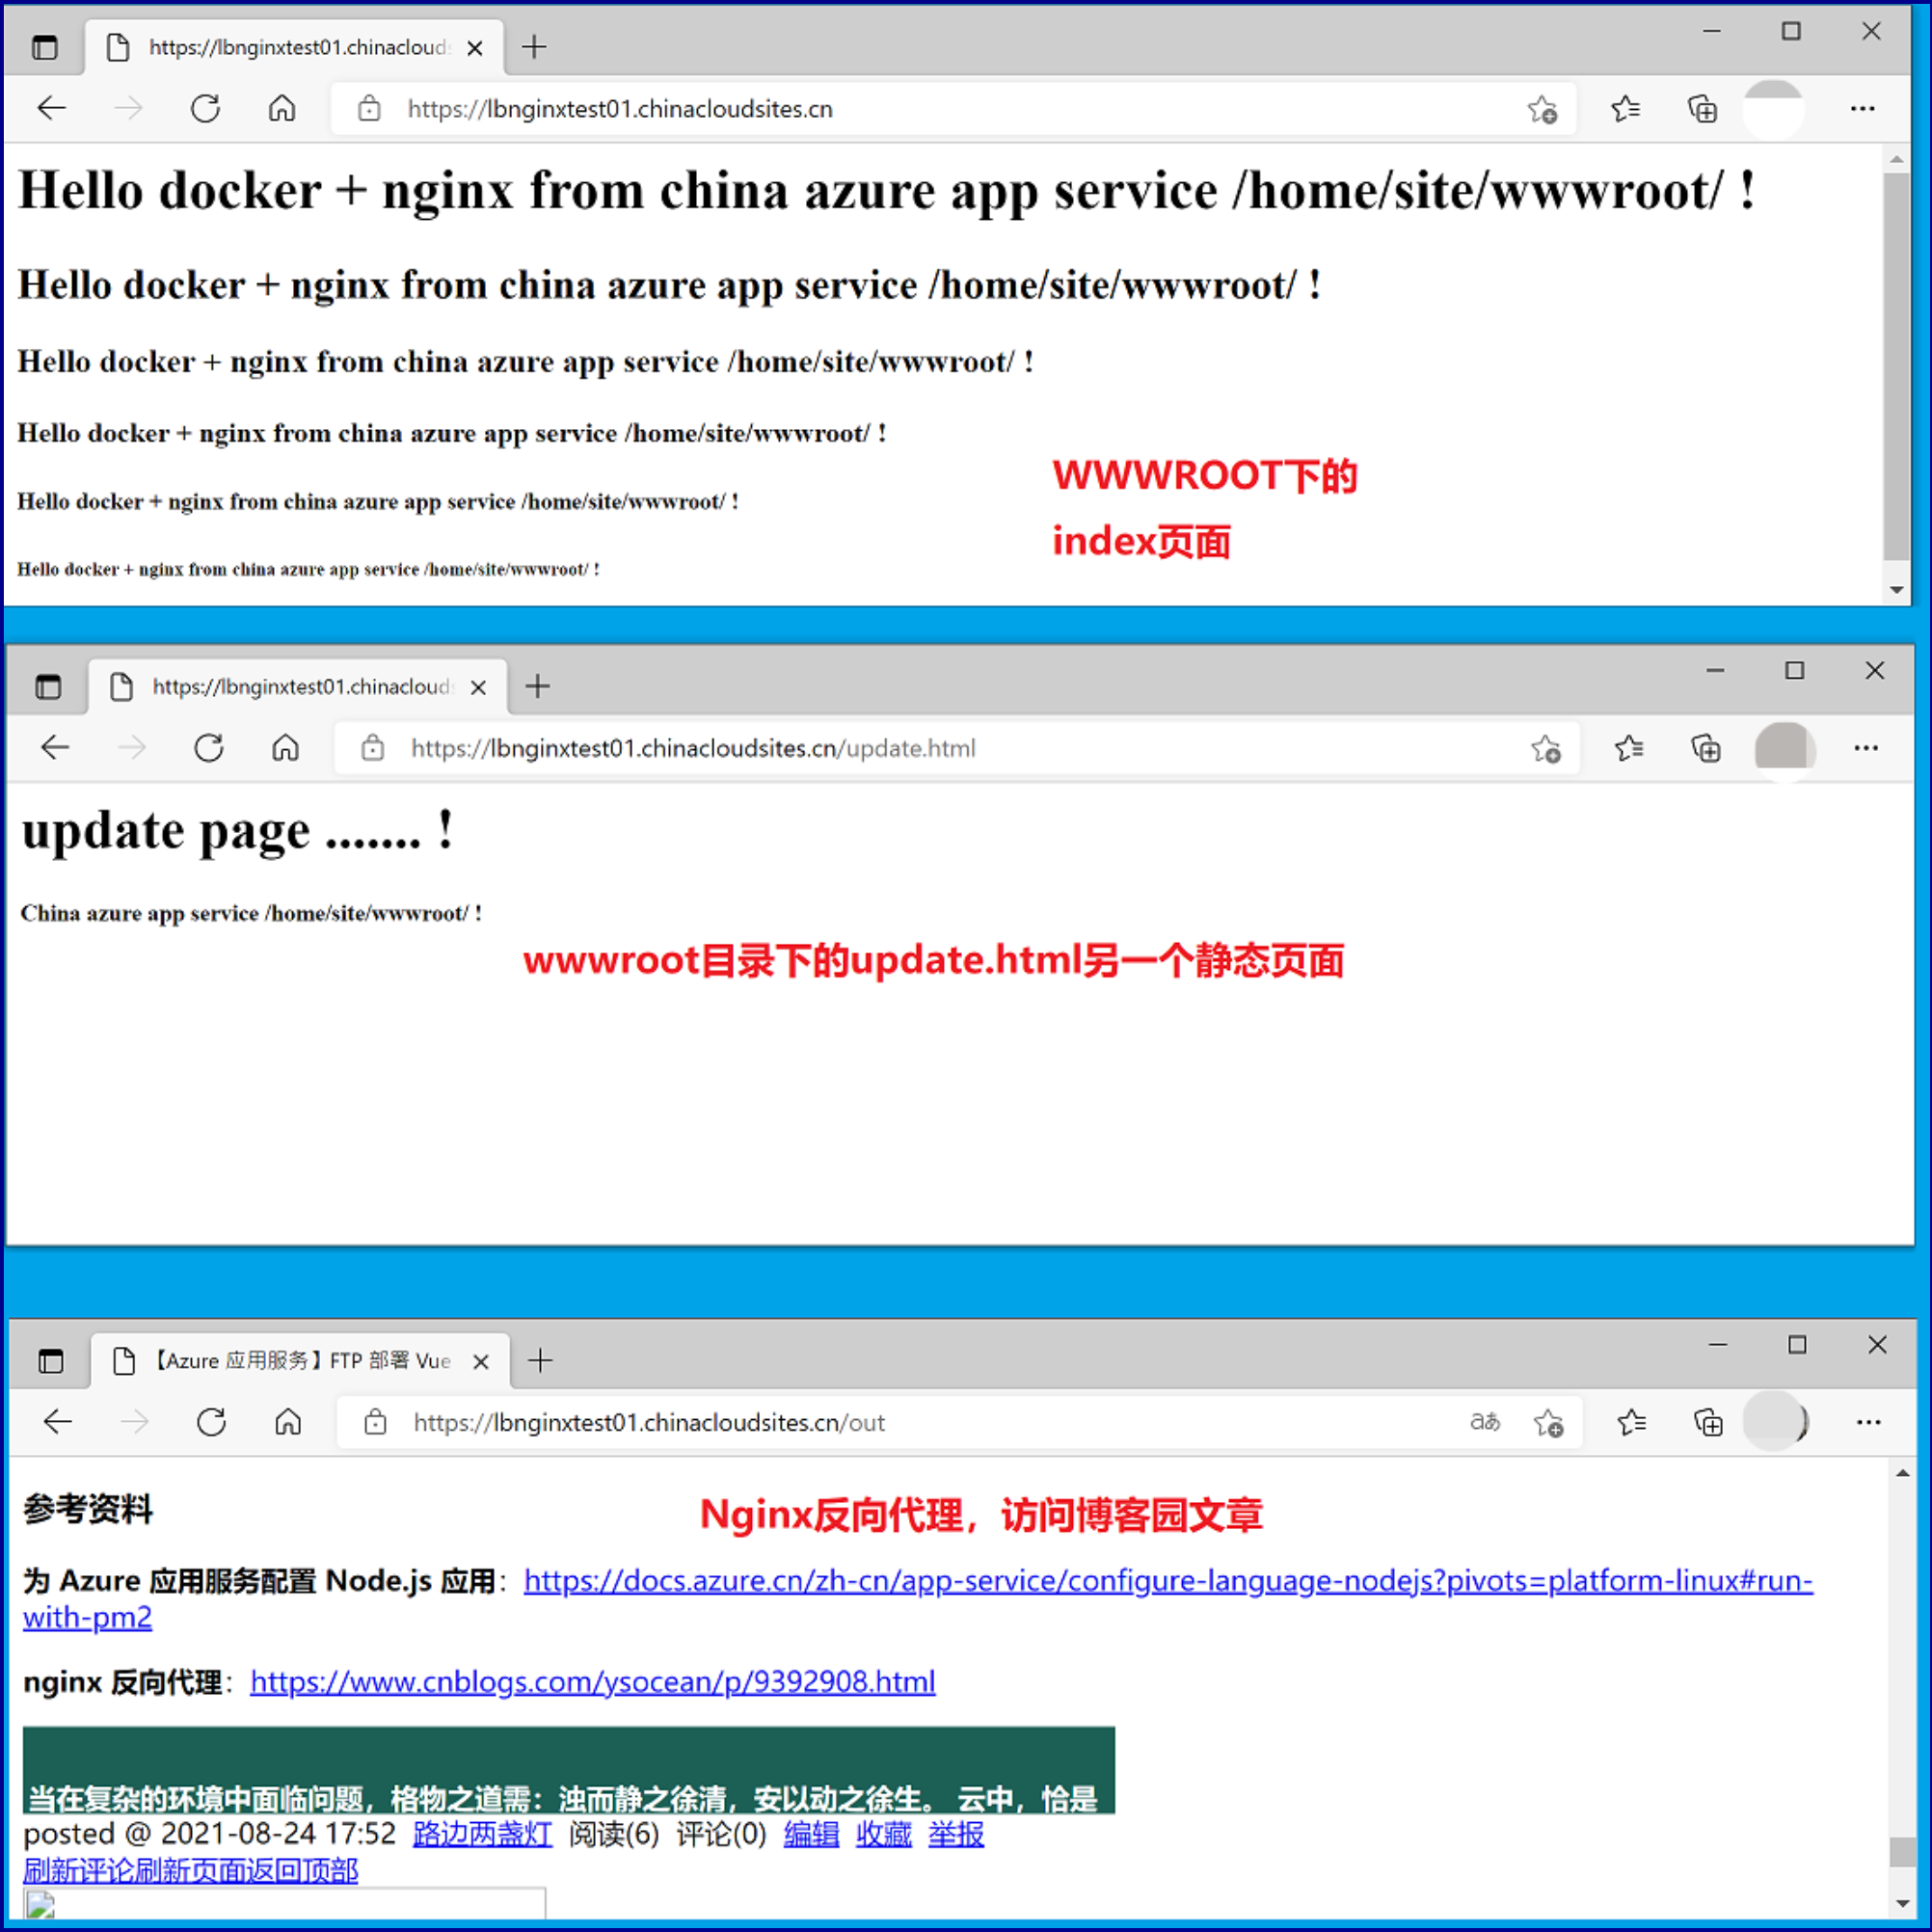 https://lbnginxtest01.chinaclouds
https://lbnginxtest01.chinacloudsites.cn
Hello docker + nginx from china azure app service /home/site/wwwroot/ !
Hello docker + nginx from china azure app service /home/site/wwwroot/ !
Hello docker + nginx from china azure app service /home/site/wwwroot/ !
Hello docker + nginx from china azure app service /home/site/wwwroot/ !
Hello docker + nginx from china azure app service /home/site/wwwroot/ !
Hello docker + nginx from china azure app service /home/site/wwwroot/ !
WWWROOT下的
index页面
https://lbnginxtest01.chinaclouds
https://lbnginxtest01.chinacloudsites.cn/update.html
update page ....... !
China azure app service /home/site/wwwroot/ !
wwwroot目录下的update.html另一个静态页面
【Azure 应用服务】FTP 部署 Vue
https://lbnginxtest01.chinacloudsites.cn/out
aあ
参考资料
Nginx反向代理，访问博客园文章
为 Azure 应用服务配置 Node.js 应用：https://docs.azure.cn/zh-cn/app-service/configure-language-nodejs?pivots=platform-linux#run-
with-pm2
nginx 反向代理：https://www.cnblogs.com/ysocean/p/9392908.html
当在复杂的环境中面临问题，格物之道需：浊而静之徐清，安以动之徐生。 云中，恰是
posted @ 2021-08-24 17:52 路边两盏灯 阅读(6) 评论(0) 编辑 收藏 举报
刷新评论刷新页面返回顶部